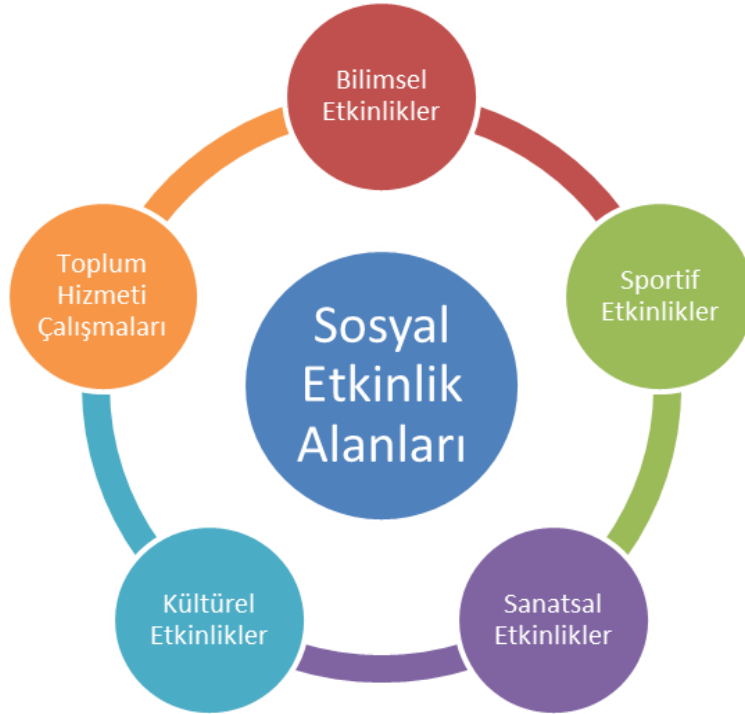 Bilimsel
Etkinlikler
Toplum
Hizmeti
Çalışmaları
Sportif
Etkinlikler
Sosyal
Etkinlik
Alanları
Kültürel
Etkinlikler
Sanatsal
Etkinlikler